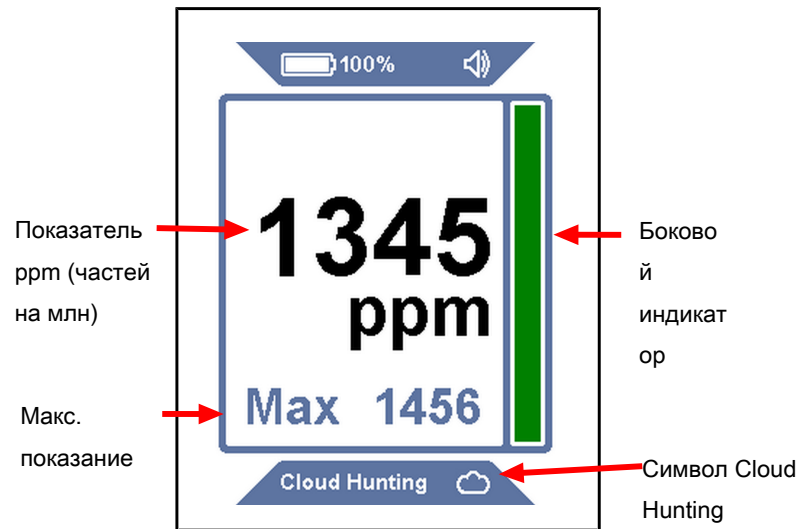 100%
Показатель
ppm (частей
на млн)
1345
ppm
Боково
й
индикат
ор
Макс.
показание
Max 1456
Cloud Hunting
Символ Cloud
Hunting